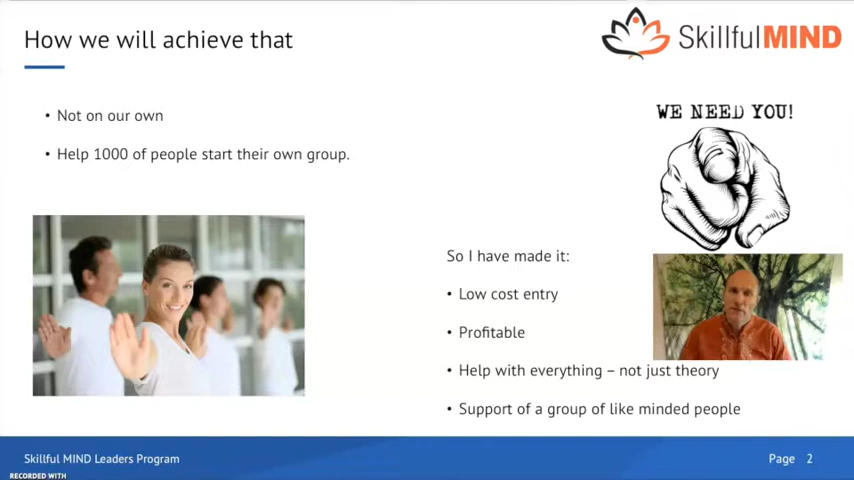 How we will achieve that
SkillfulMIND
• Not on our own
• Help 1000 of people start their own group.
WE NEED YOU!
So I have made it:
• Low cost entry
• Profitable
• Help with everything – not just theory
• Support of a group of like minded people
Skillful MIND Leaders Program
Page 2
RECORDED WITH